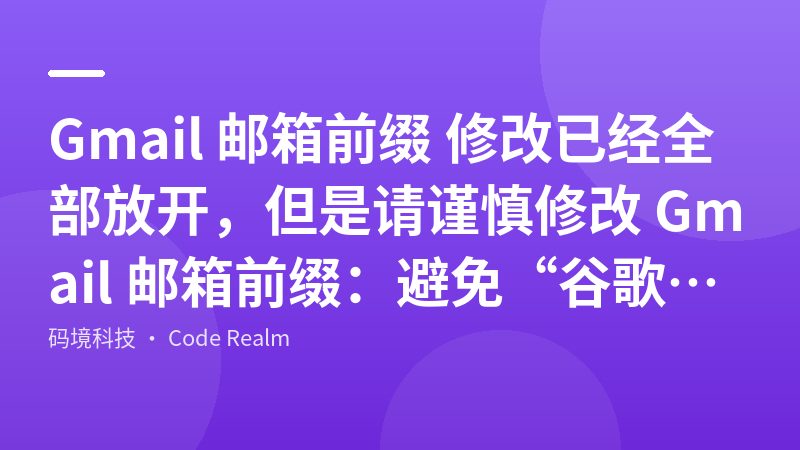 Gmail 邮箱前缀 修改已经全
部放开，但是请谨慎修改 Gm
ail 邮箱前缀：避免“谷歌…
码境科技 · Code Realm